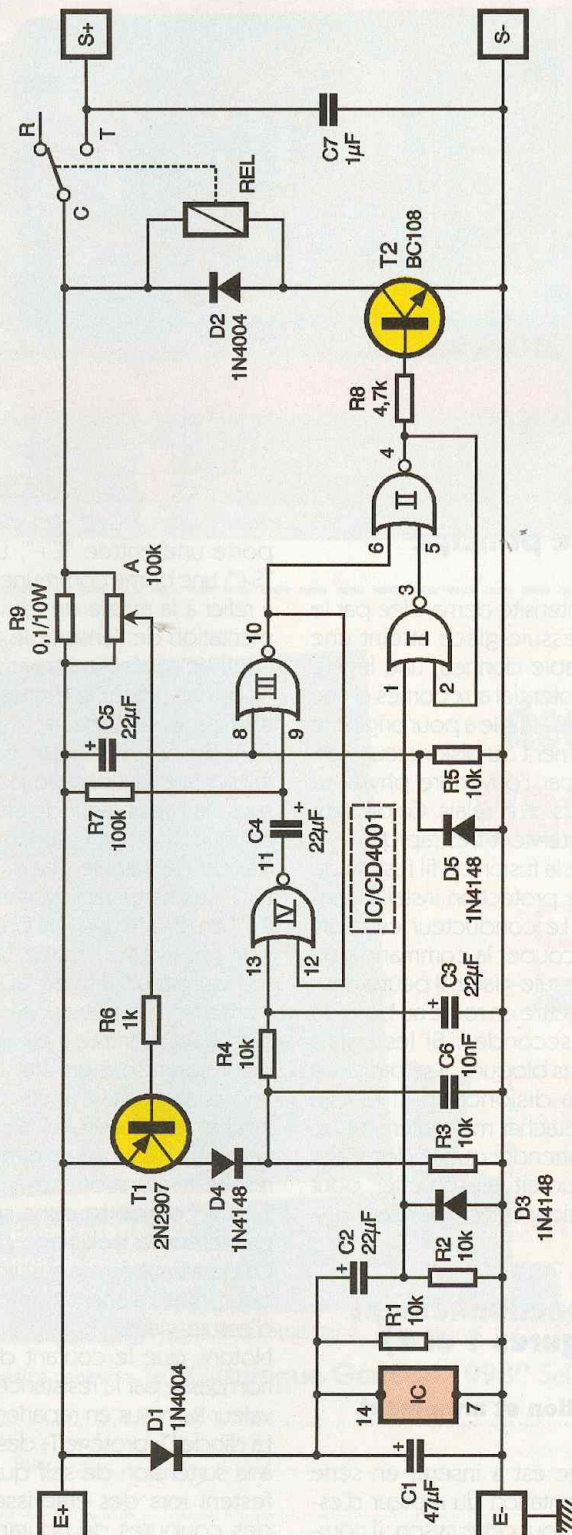 S+
S-
R
T
C
REL
C7
1µF
D2
1N4004
T2
BC108
R8
4,7k
R9
0,1/10W
A
100k
C5
22µF
R7
100k
C4
22µF
III
8
9
10
II
6
5
4
I
3
2
1
IV
13
12
11
IC/CD4001
D5
1N4148
R5
10k
R6
1k
T1
2N2907
D4
1N4148
R4
10k
C3
22µF
C6
10nF
R3
10k
D3
1N4148
C2
22µF
R2
10k
R1
10k
D1
1N4004
IC
14
7
C1
47µF
E+
E-